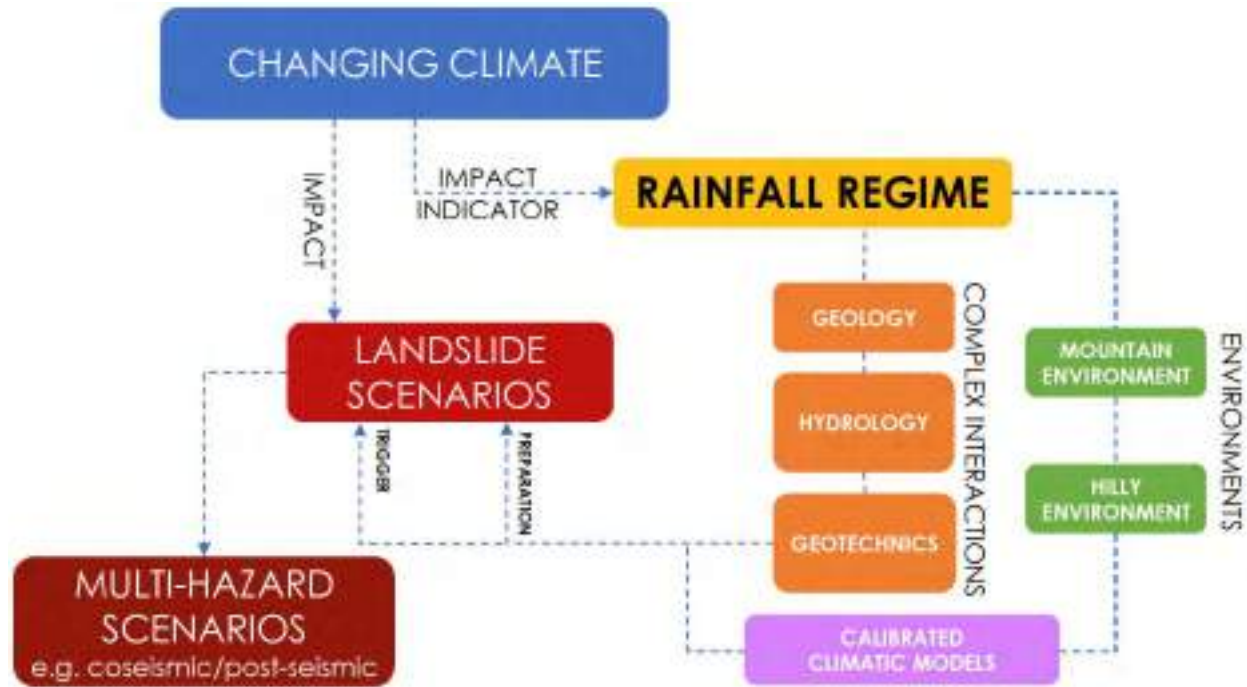 CHANGING CLIMATE
IMPACT
IMPACT
INDICATOR
RAINFALL REGIME
GEOLOGY
HYDROLOGY
GEOTECHNICS
COMPLEX INTERACTIONS
MOUNTAIN
ENVIRONMENT
HILLY
ENVIRONMENT
ENVIRONMENTS
LANDSLIDE
SCENARIOS
TRIGGER
PREPARATION
MULTI-HAZARD
SCENARIOS
e.g. coseismic/post-seismic
CALIBRATED
CLIMATIC MODELS